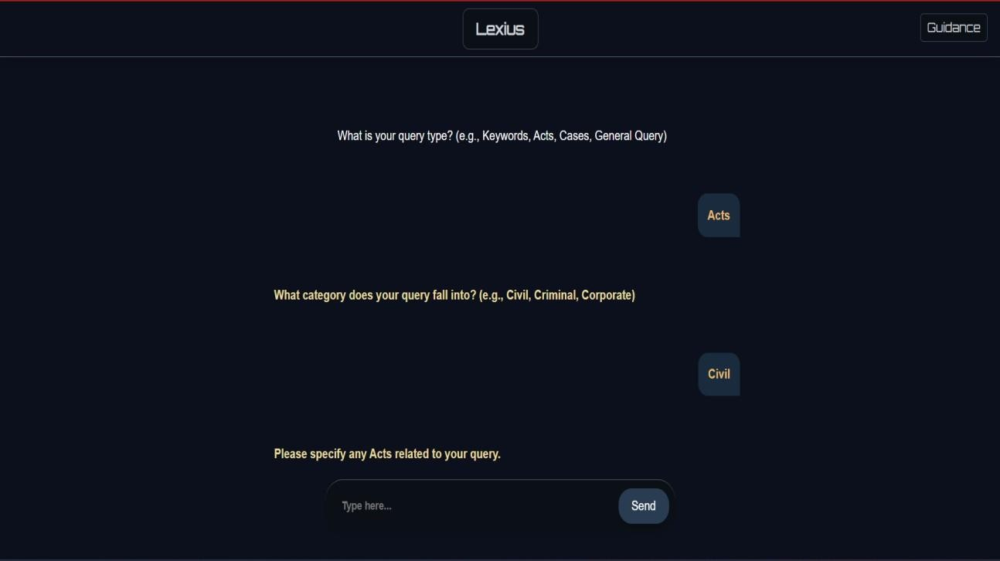 Lexius
Guidance
What is your query type? (e.g., Keywords, Acts, Cases, General Query)
Acts
What category does your query fall into? (e.g., Civil, Criminal, Corporate)
Civil
Please specify any Acts related to your query.
Type here...
Send